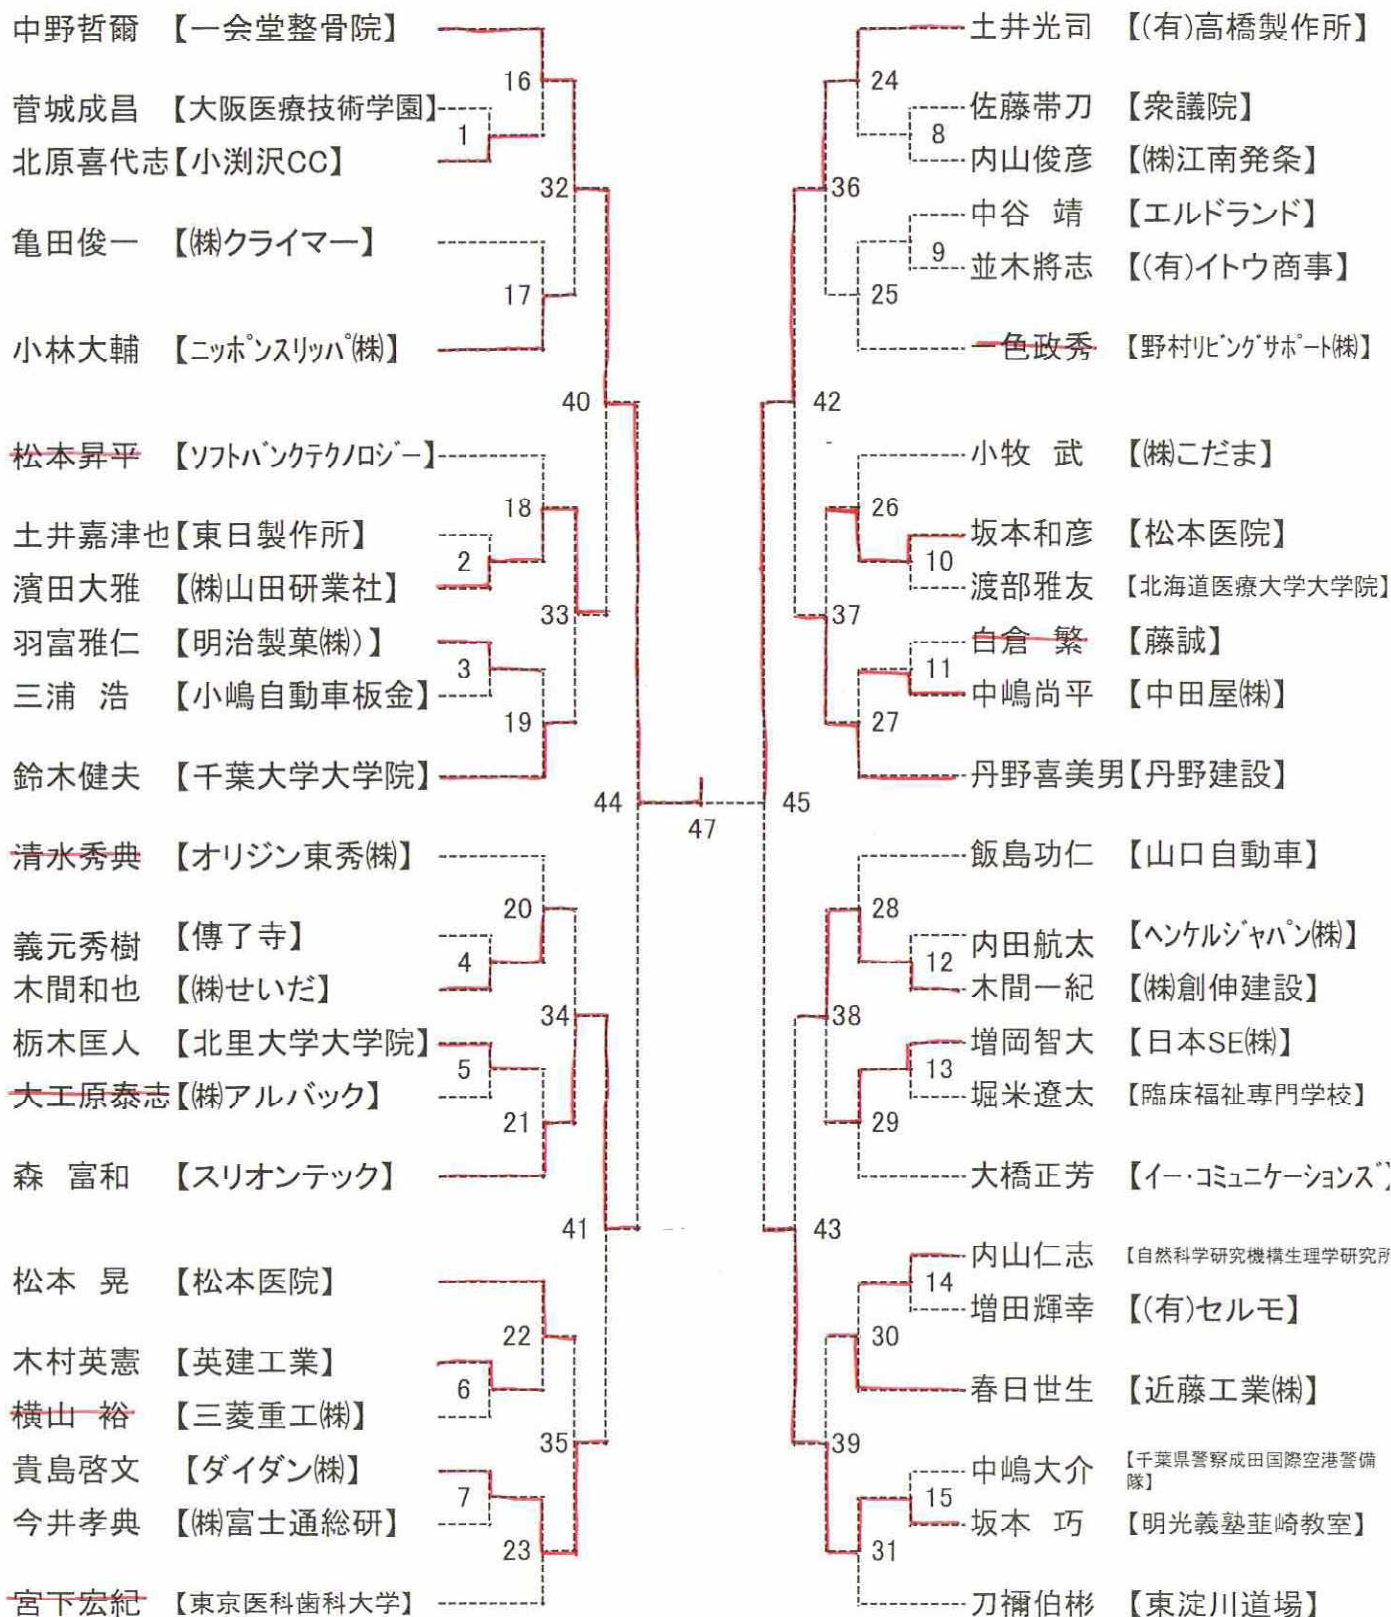 中野哲爾 【一会堂整骨院】
16
菅城成昌 【大阪医療技術学園】
1
北原喜代志【小渕沢CC】
32
亀田俊一 【㈱クライマー】
17
小林大輔 【ニッポンスリッパ㈱】
40
松本昇平 【ソフトバンクテクノロジー】
18
土井嘉津也【東日製作所】
2
濱田大雅 【㈱山田研業社】
33
羽富雅仁 【明治製菓㈱)】
3
三浦 浩 【小嶋自動車板金】
19
鈴木健夫 【千葉大学大学院】
44
清水秀典 【オリジン東秀㈱】
20
義元秀樹 【傳了寺】
4
木間和也 【㈱せいだ】
34
栃木匡人 【北里大学大学院】
5
大工原泰志【㈱アルバック】
21
森 富和 【スリオンテック】
41
松本 晃 【松本医院】
22
木村英憲 【英建工業】
6
横山 裕 【三菱重工㈱】
35
貴島啓文 【ダイダン㈱】
7
今井孝典 【㈱富士通総研】
23
宮下宏紀 【東京医科歯科大学】
47
土井光司 【(有)高橋製作所】
24
佐藤帯刀 【衆議院】
8
内山俊彦 【㈱江南発条】
36
中谷 靖 【エルドランド】
9
並木將志 【(有)イトウ商事】
25
一色政秀 【野村リビングサポート㈱】
42
小牧 武 【㈱こだま】
26
坂本和彦 【松本医院】
10
渡部雅友 【北海道医療大学大学院】
37
白倉 繁 【藤誠】
11
中嶋尚平 【中田屋㈱】
27
丹野喜美男【丹野建設】
45
飯島功仁 【山口自動車】
28
内田航太 【ヘンケルジャパン㈱】
12
木間一紀 【㈱創伸建設】
38
増岡智大 【日本SE㈱】
13
堀米遼太 【臨床福祉専門学校】
29
大橋正芳 【イー・コミュニケーションズ】
43
内山仁志 【自然科学研究機構生理学研究所
14
増田輝幸 【(有)セルモ】
30
春日世生 【近藤工業㈱】
39
中嶋大介 【千葉県警察成田国際空港警備
隊】
15
坂本 巧 【明光義塾韮崎教室】
31
刀禰伯彬 【東淀川道場】